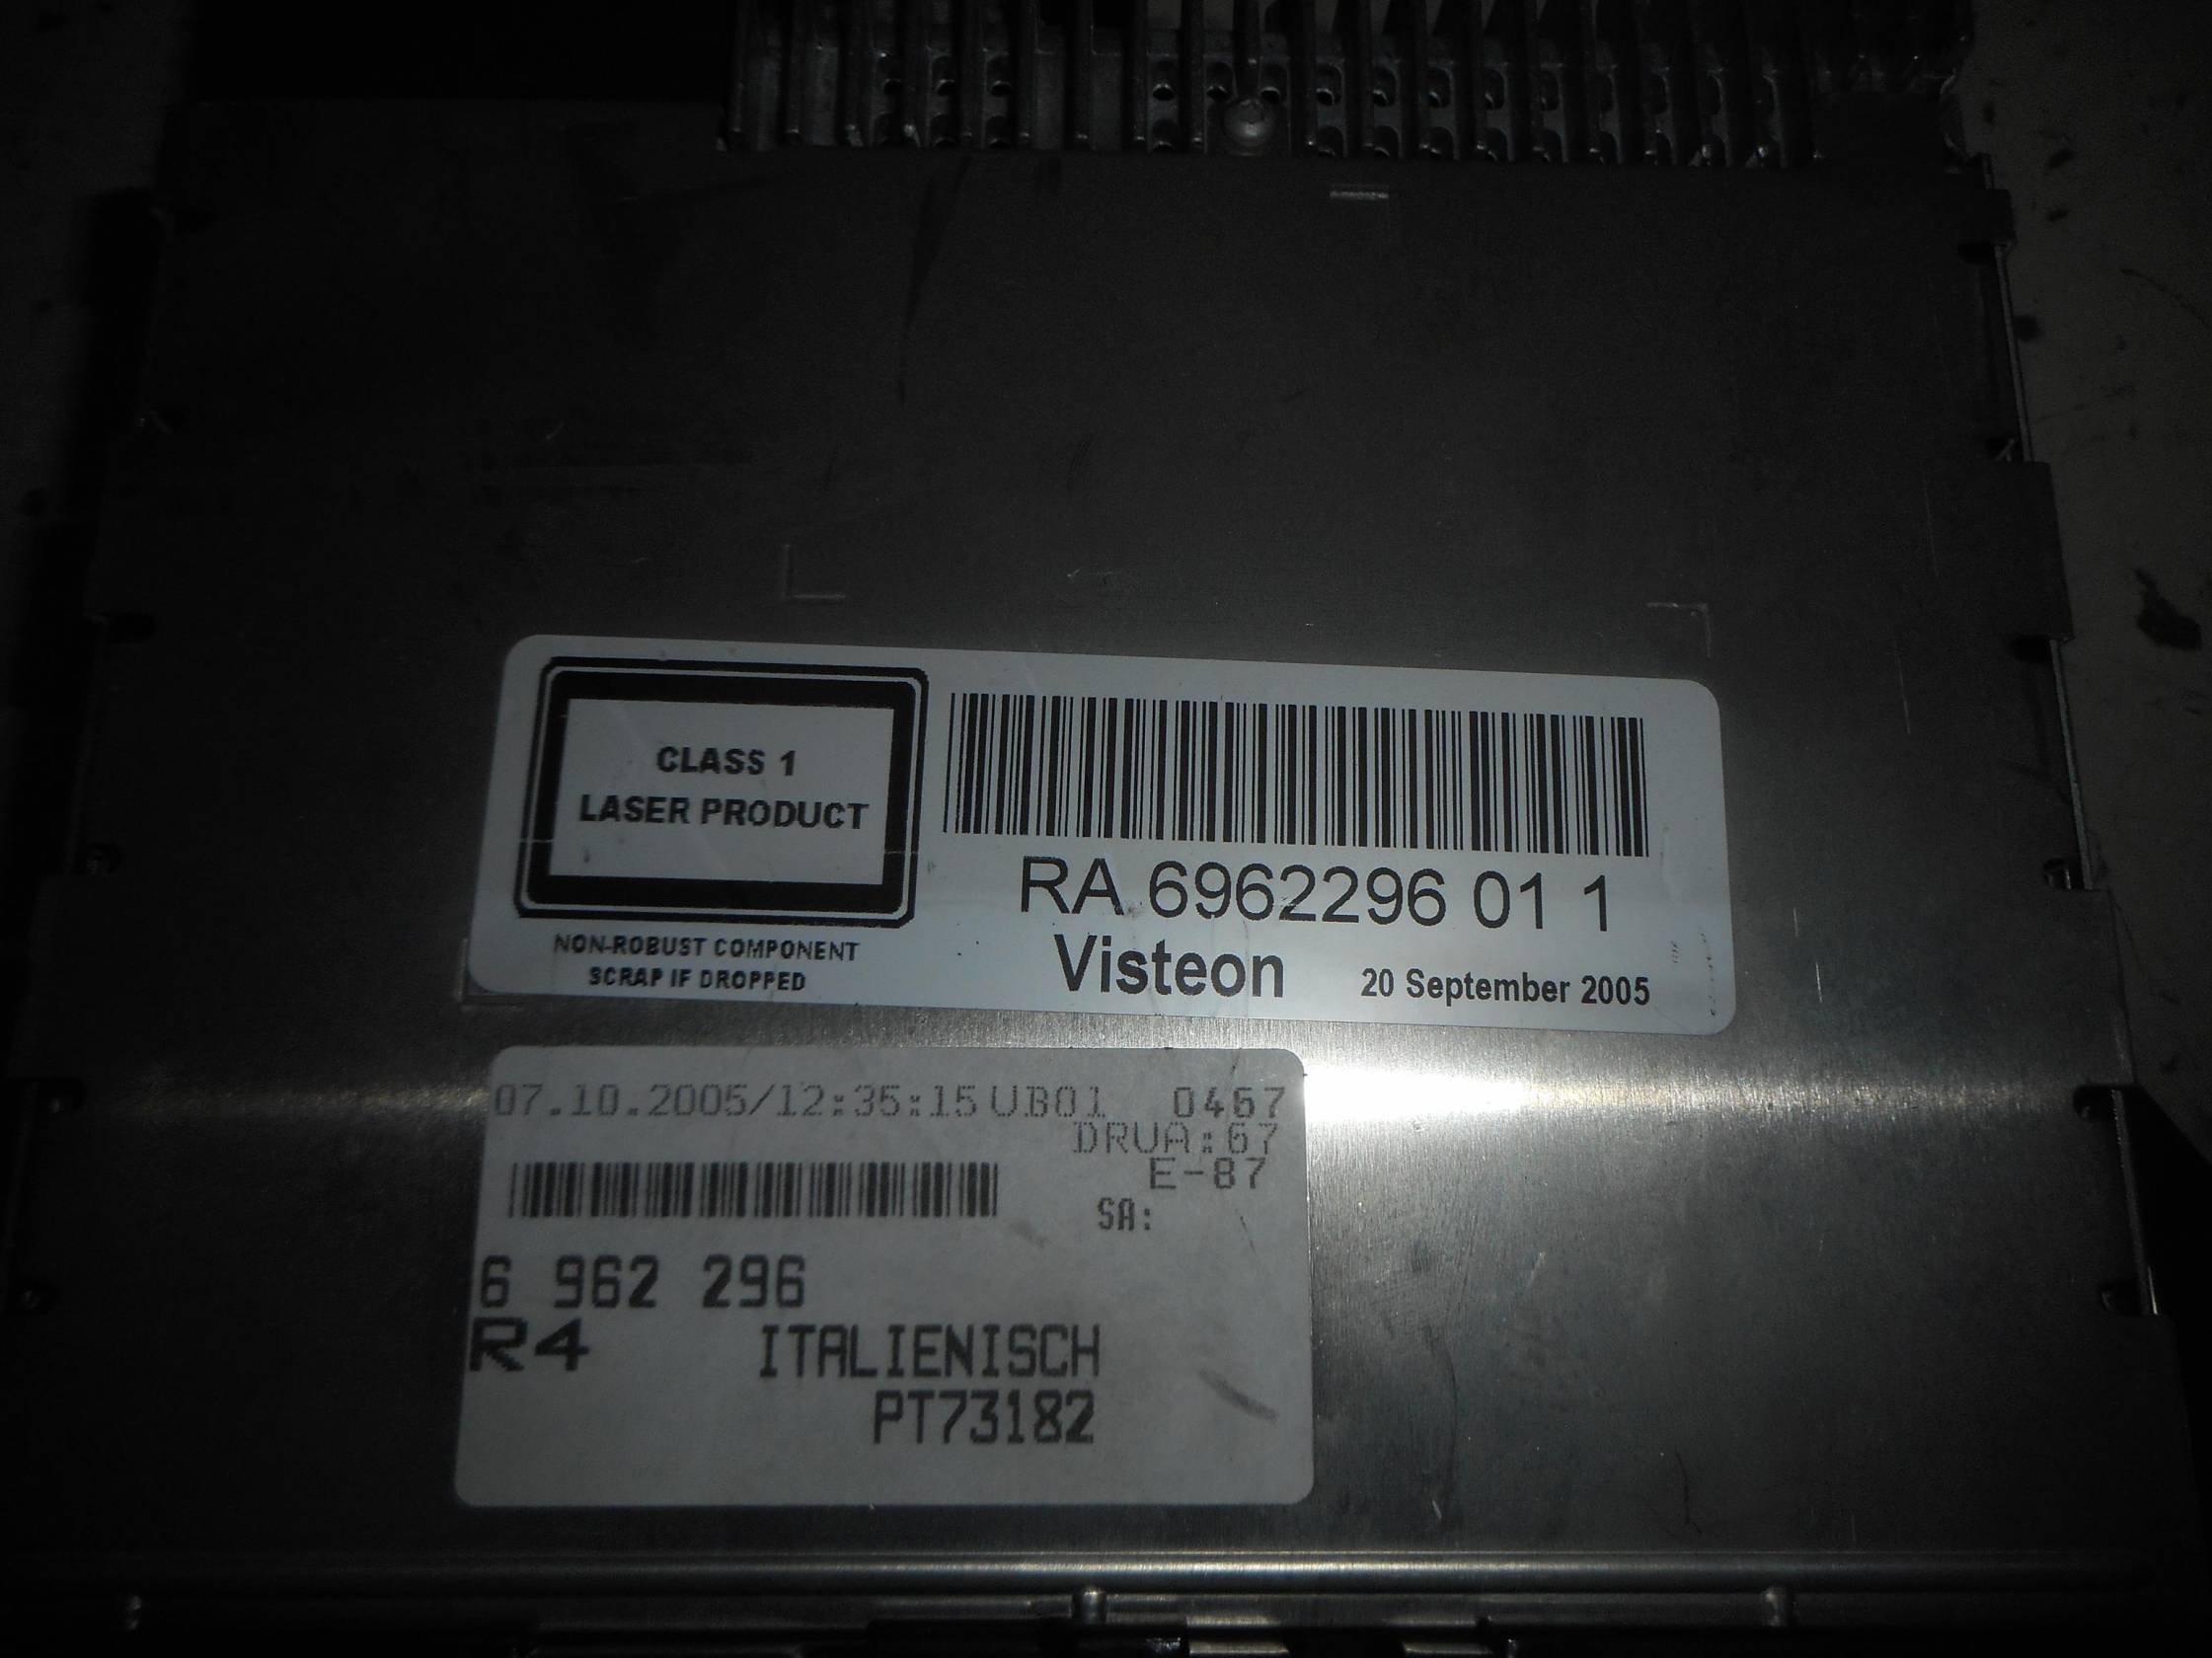 CLASS 1
LASER PRODUCT
NON-ROBUST COMPONENT
SCRAP IF DROPPED
RA 6962296 01 1
Visteon 20 September 2005
07.10.2005/12:35:15 UB01 0467
DRVA:67
E-87
SA:
6 962 296
R4 ITALIENISCH
PT73182